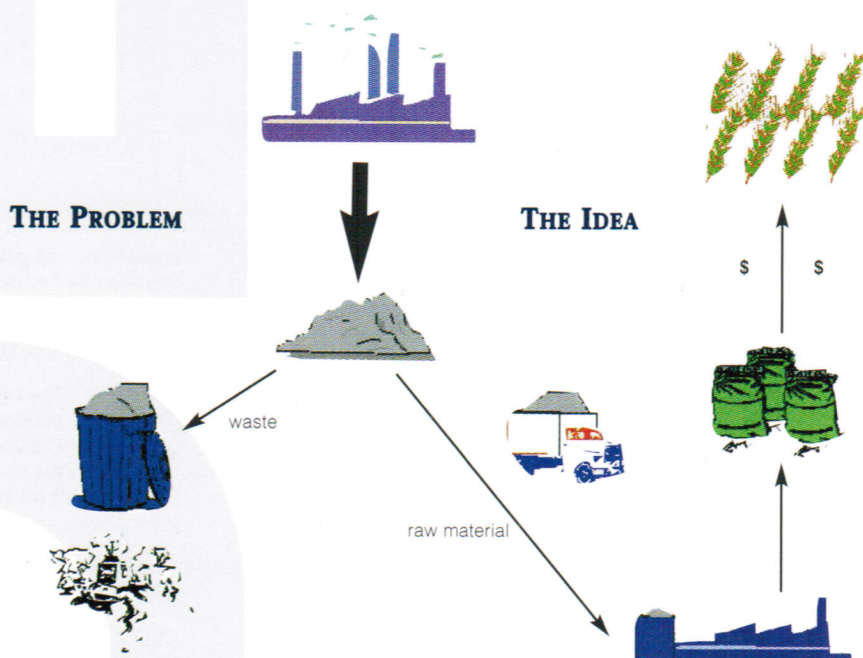 THE PROBLEM
THE IDEA
$ $
waste
raw material